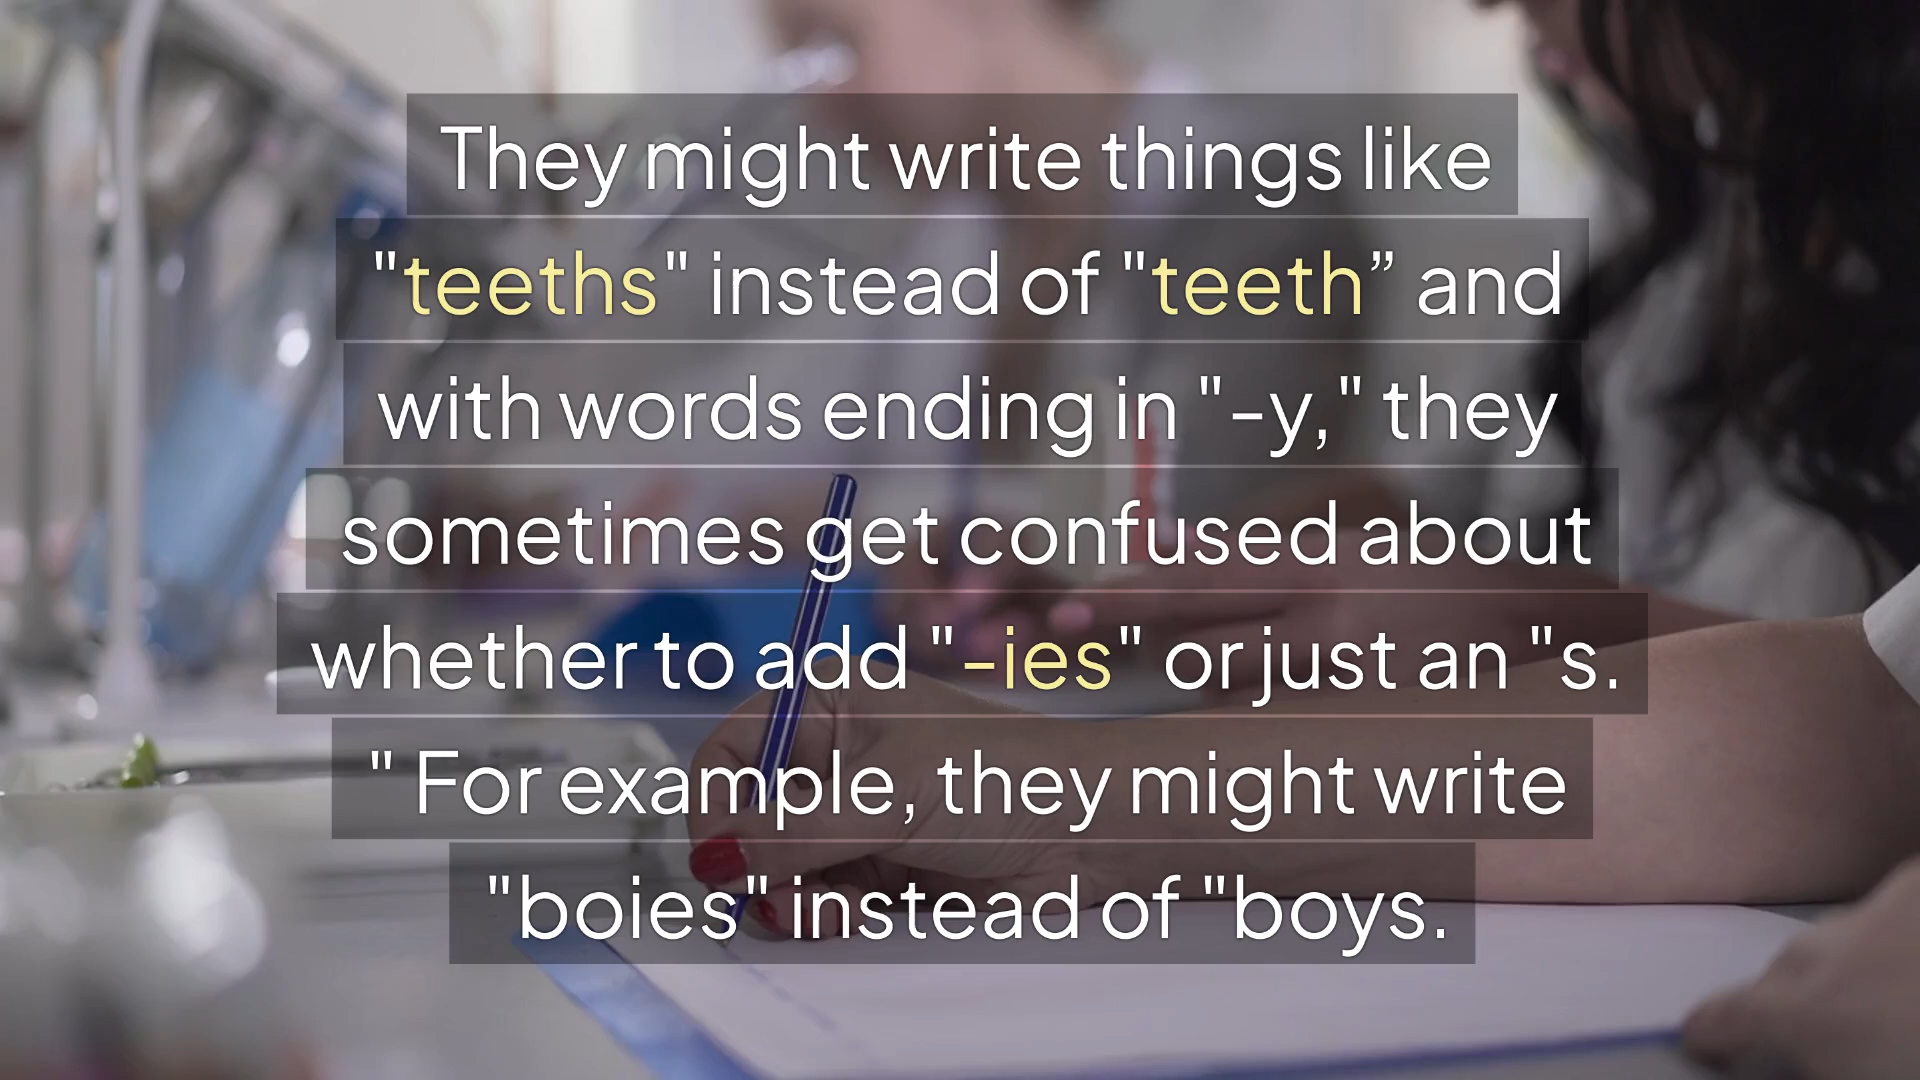 They might write things like
"teeths" instead of "teeth” and
with words ending in "-y," they
sometimes get confused about
whether to add "-ies" or just an "s.
" For example, they might write
"boies" instead of "boys.